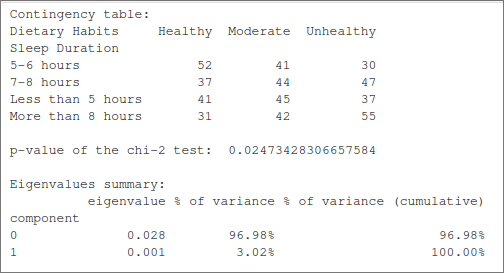 Contingency table:
Dietary Habits Healthy Moderate Unhealthy
Sleep Duration
5-6 hours 52 41 30
7-8 hours 37 44 47
Less than 5 hours 41 45 37
More than 8 hours 31 42 55
p-value of the chi-2 test: 0.02473428306657584
Eigenvalues summary:
eigenvalue % of variance % of variance (cumulative)
component
0 0.028 96.98% 96.98%
1 0.001 3.02% 100.00%